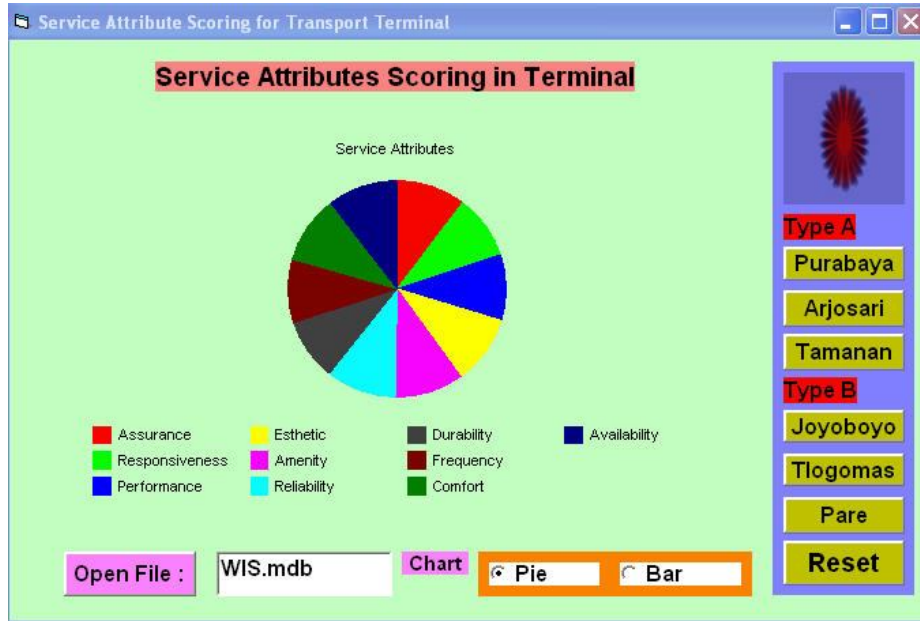 Service Attribute Scoring for Transport Terminal
Service Attributes Scoring in Terminal
Service Attributes
Assurance
Responsiveness
Performance
Esthetic
Amenity
Reliability
Durability
Frequency
Comfort
Availability
Open File :
WIS.mdb
Chart
Pie
Bar
Type A
Purabaya
Arjosari
Tamanan
Type B
Joyoboyo
Tlogomas
Pare
Reset